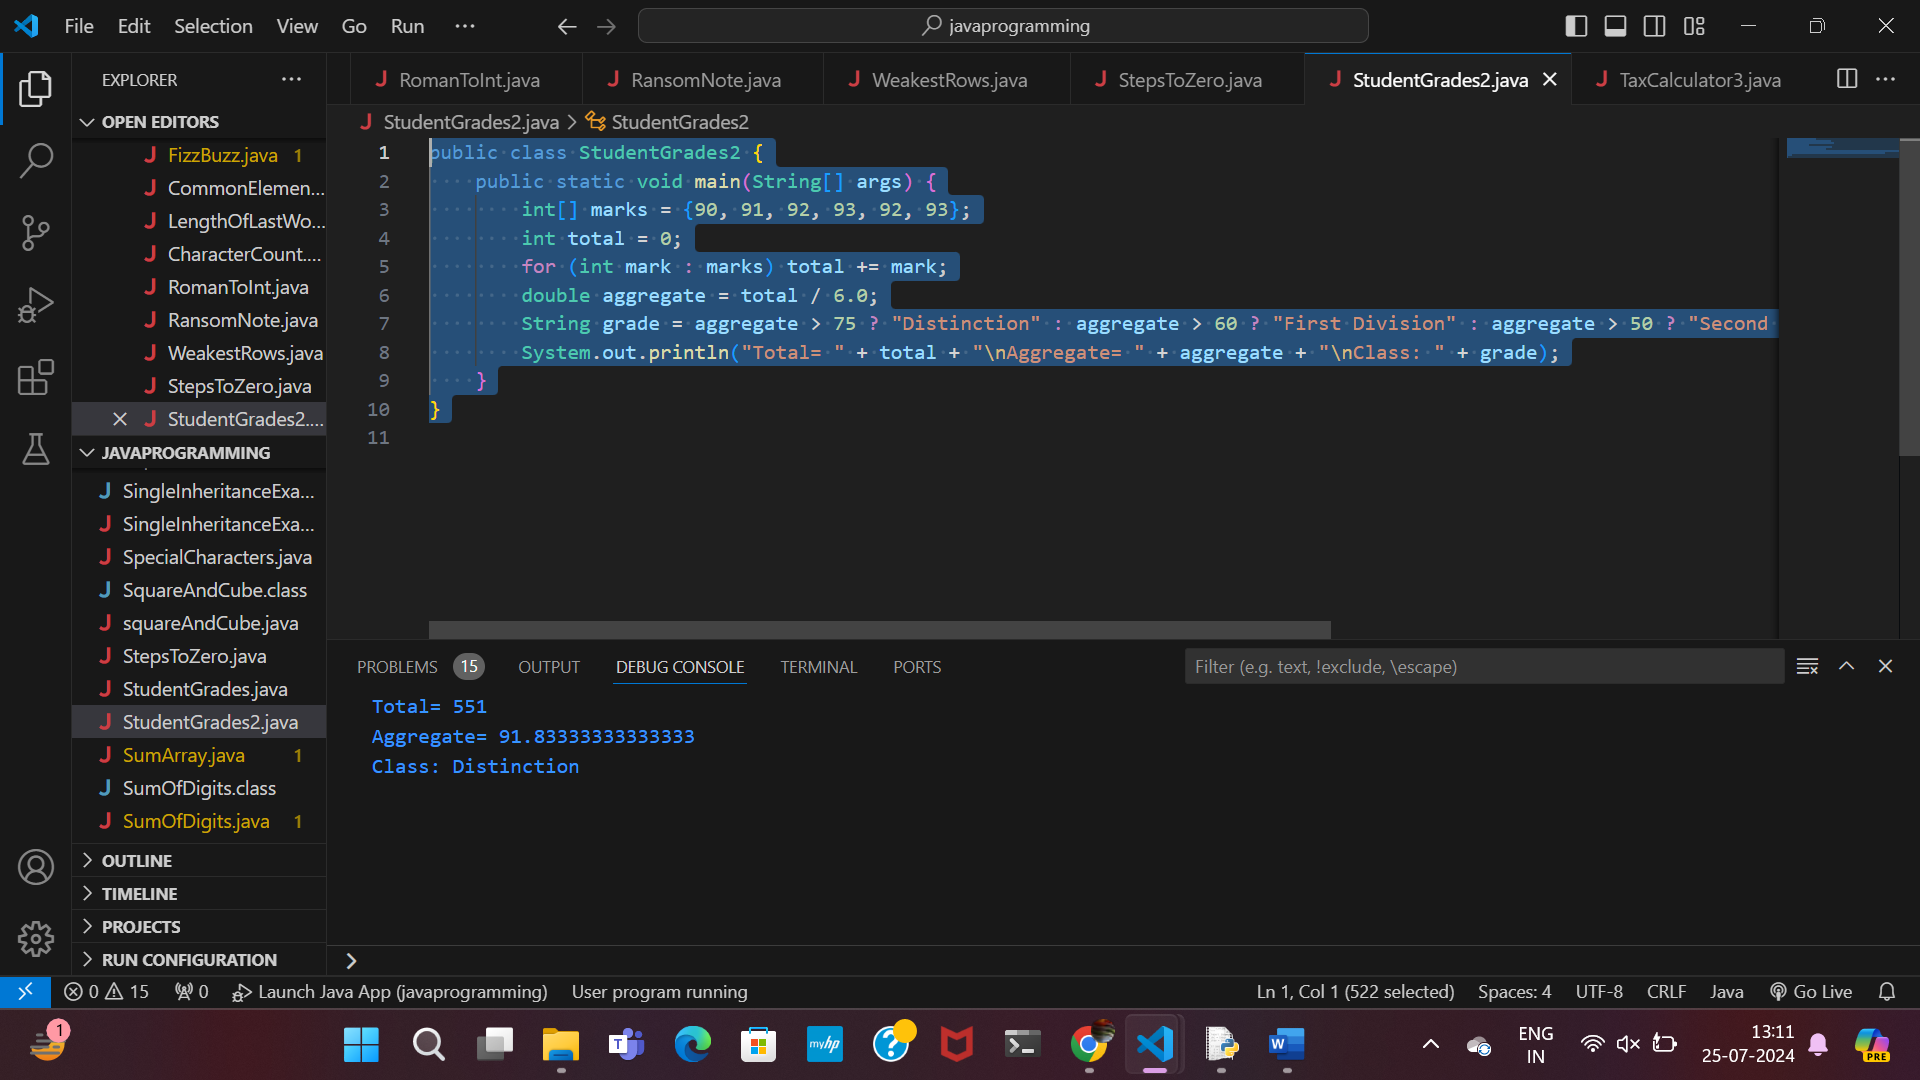 File Edit Selection View Go Run ···
javaprogramming
EXPLORER ···
RomanToInt.java RansomNote.java WeakestRows.java StepsToZero.java StudentGrades2.java TaxCalculator3.java ···
OPEN EDITORS
FizzBuzz.java 1
CommonElemen...
LengthOfLastWo...
CharacterCount....
RomanToInt.java
RansomNote.java
WeakestRows.java
StepsToZero.java
StudentGrades2....
JAVAPROGRAMMING
SingleInheritanceExa...
SingleInheritanceExa...
SpecialCharacters.java
SquareAndCube.class
squareAndCube.java
StepsToZero.java
StudentGrades.java
StudentGrades2.java
SumArray.java 1
SumOfDigits.class
SumOfDigits.java 1
OUTLINE
TIMELINE
PROJECTS
RUN CONFIGURATION
StudentGrades2.java > StudentGrades2
1 public class StudentGrades2 {
2 public static void main(String[] args) {
3 int[] marks = {90, 91, 92, 93, 92, 93};
4 int total = 0;
5 for (int mark : marks) total += mark;
6 double aggregate = total / 6.0;
7 String grade = aggregate > 75 ? "Distinction" : aggregate > 60 ? "First Division" : aggregate > 50 ? "Second
8 System.out.println("Total= " + total + "\nAggregate= " + aggregate + "\nClass: " + grade);
9 }
10 }
11
PROBLEMS 15 OUTPUT DEBUG CONSOLE TERMINAL PORTS Filter (e.g. text, !exclude, \escape)
Total= 551
Aggregate= 91.83333333333333
Class: Distinction
0 15 0 Launch Java App (javaprogramming) User program running Ln 1, Col 1 (522 selected) Spaces: 4 UTF-8 CRLF Java Go Live
1
T
myhp
?
W
ENG
IN
13:11
25-07-2024
PRE